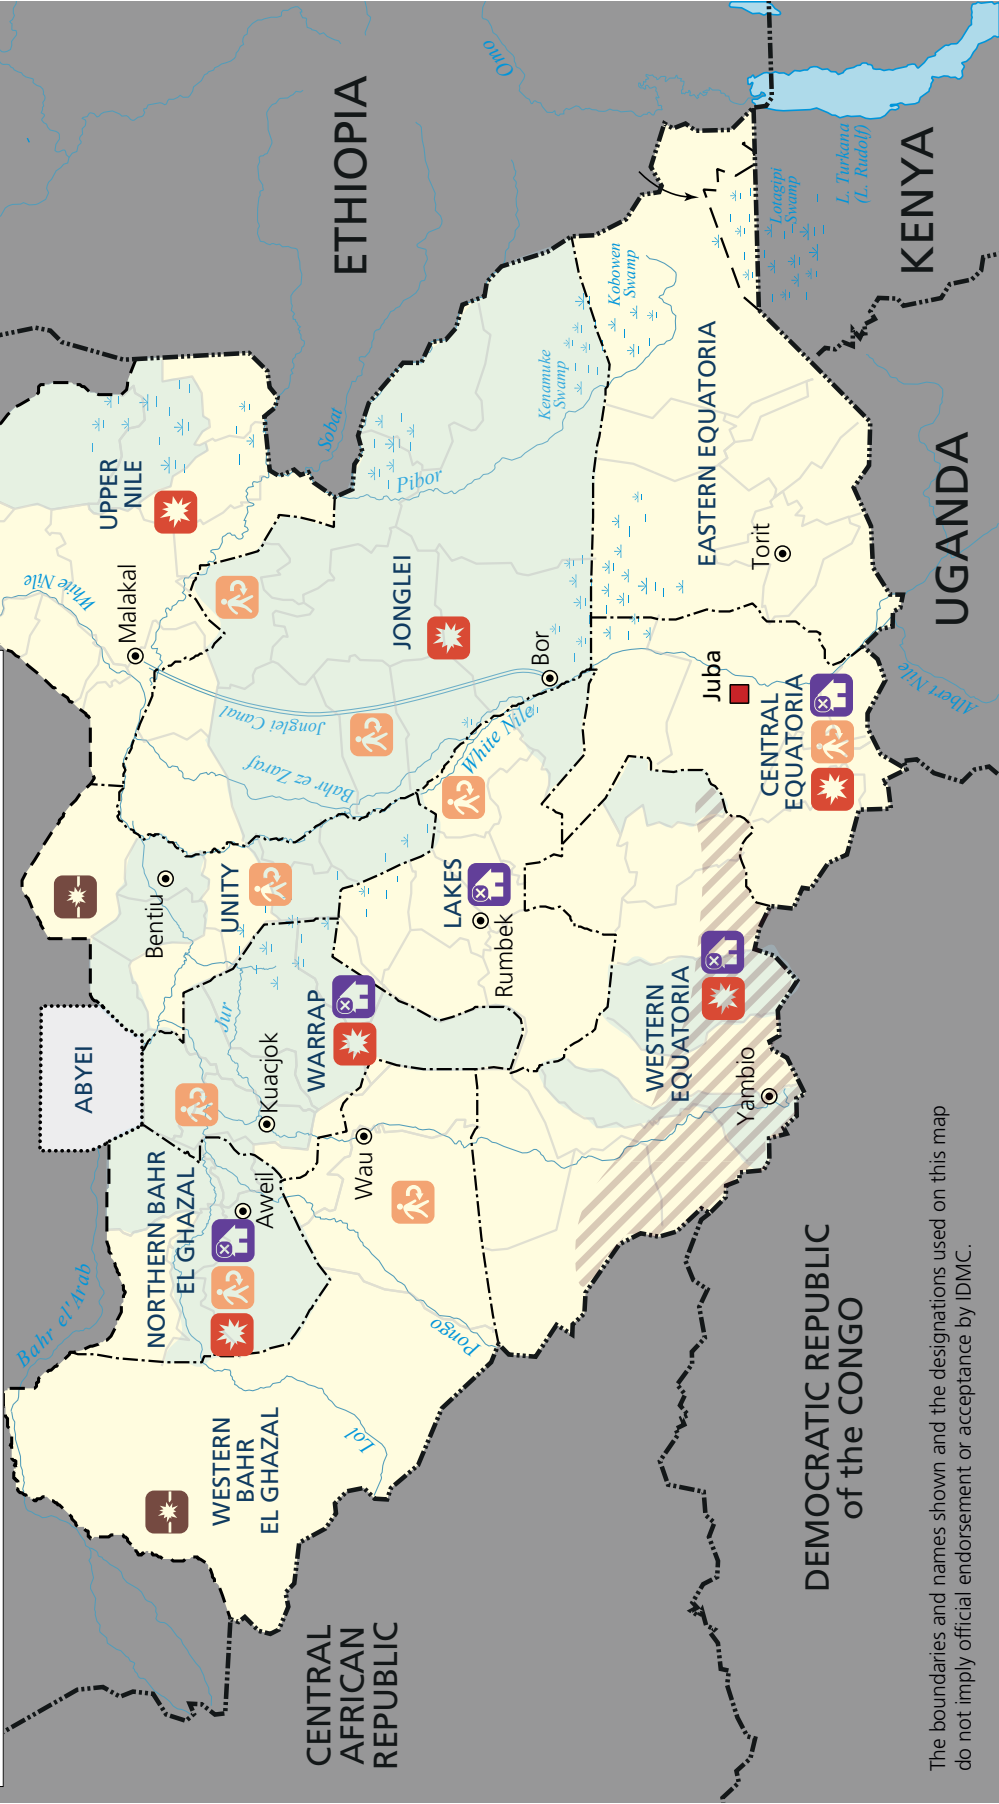 ABYEI
Bahr el'Arab
White Nile
UPPER
NILE
Malakal
Sobat
ETHIOPIA
Omo
Bentiu
UNITY
Bahr ez Zaraf
Jonglei Canal
JONGLEI
Pibor
Kenamuke
Swamp
Kobowen
Swamp
NORTHERN BAHR
EL GHAZAL
Aweil
Kuacjok
Jur
WARRAP
WESTERN
BAHR
EL GHAZAL
Lol
Pongo
Wau
LAKES
Rumbek
White Nile
Bor
CENTRAL
AFRICAN
REPUBLIC
WESTERN
EQUATORIA
Yambio
CENTRAL
EQUATORIA
Juba
EASTERN EQUATORIA
Torit
Lotagipi
Swamp
L. Turkana
(L. Rudolf)
KENYA
UGANDA
Albert Nile
DEMOCRATIC REPUBLIC
of the CONGO
The boundaries and names shown and the designations used on this map
do not imply official endorsement or acceptance by IDMC.